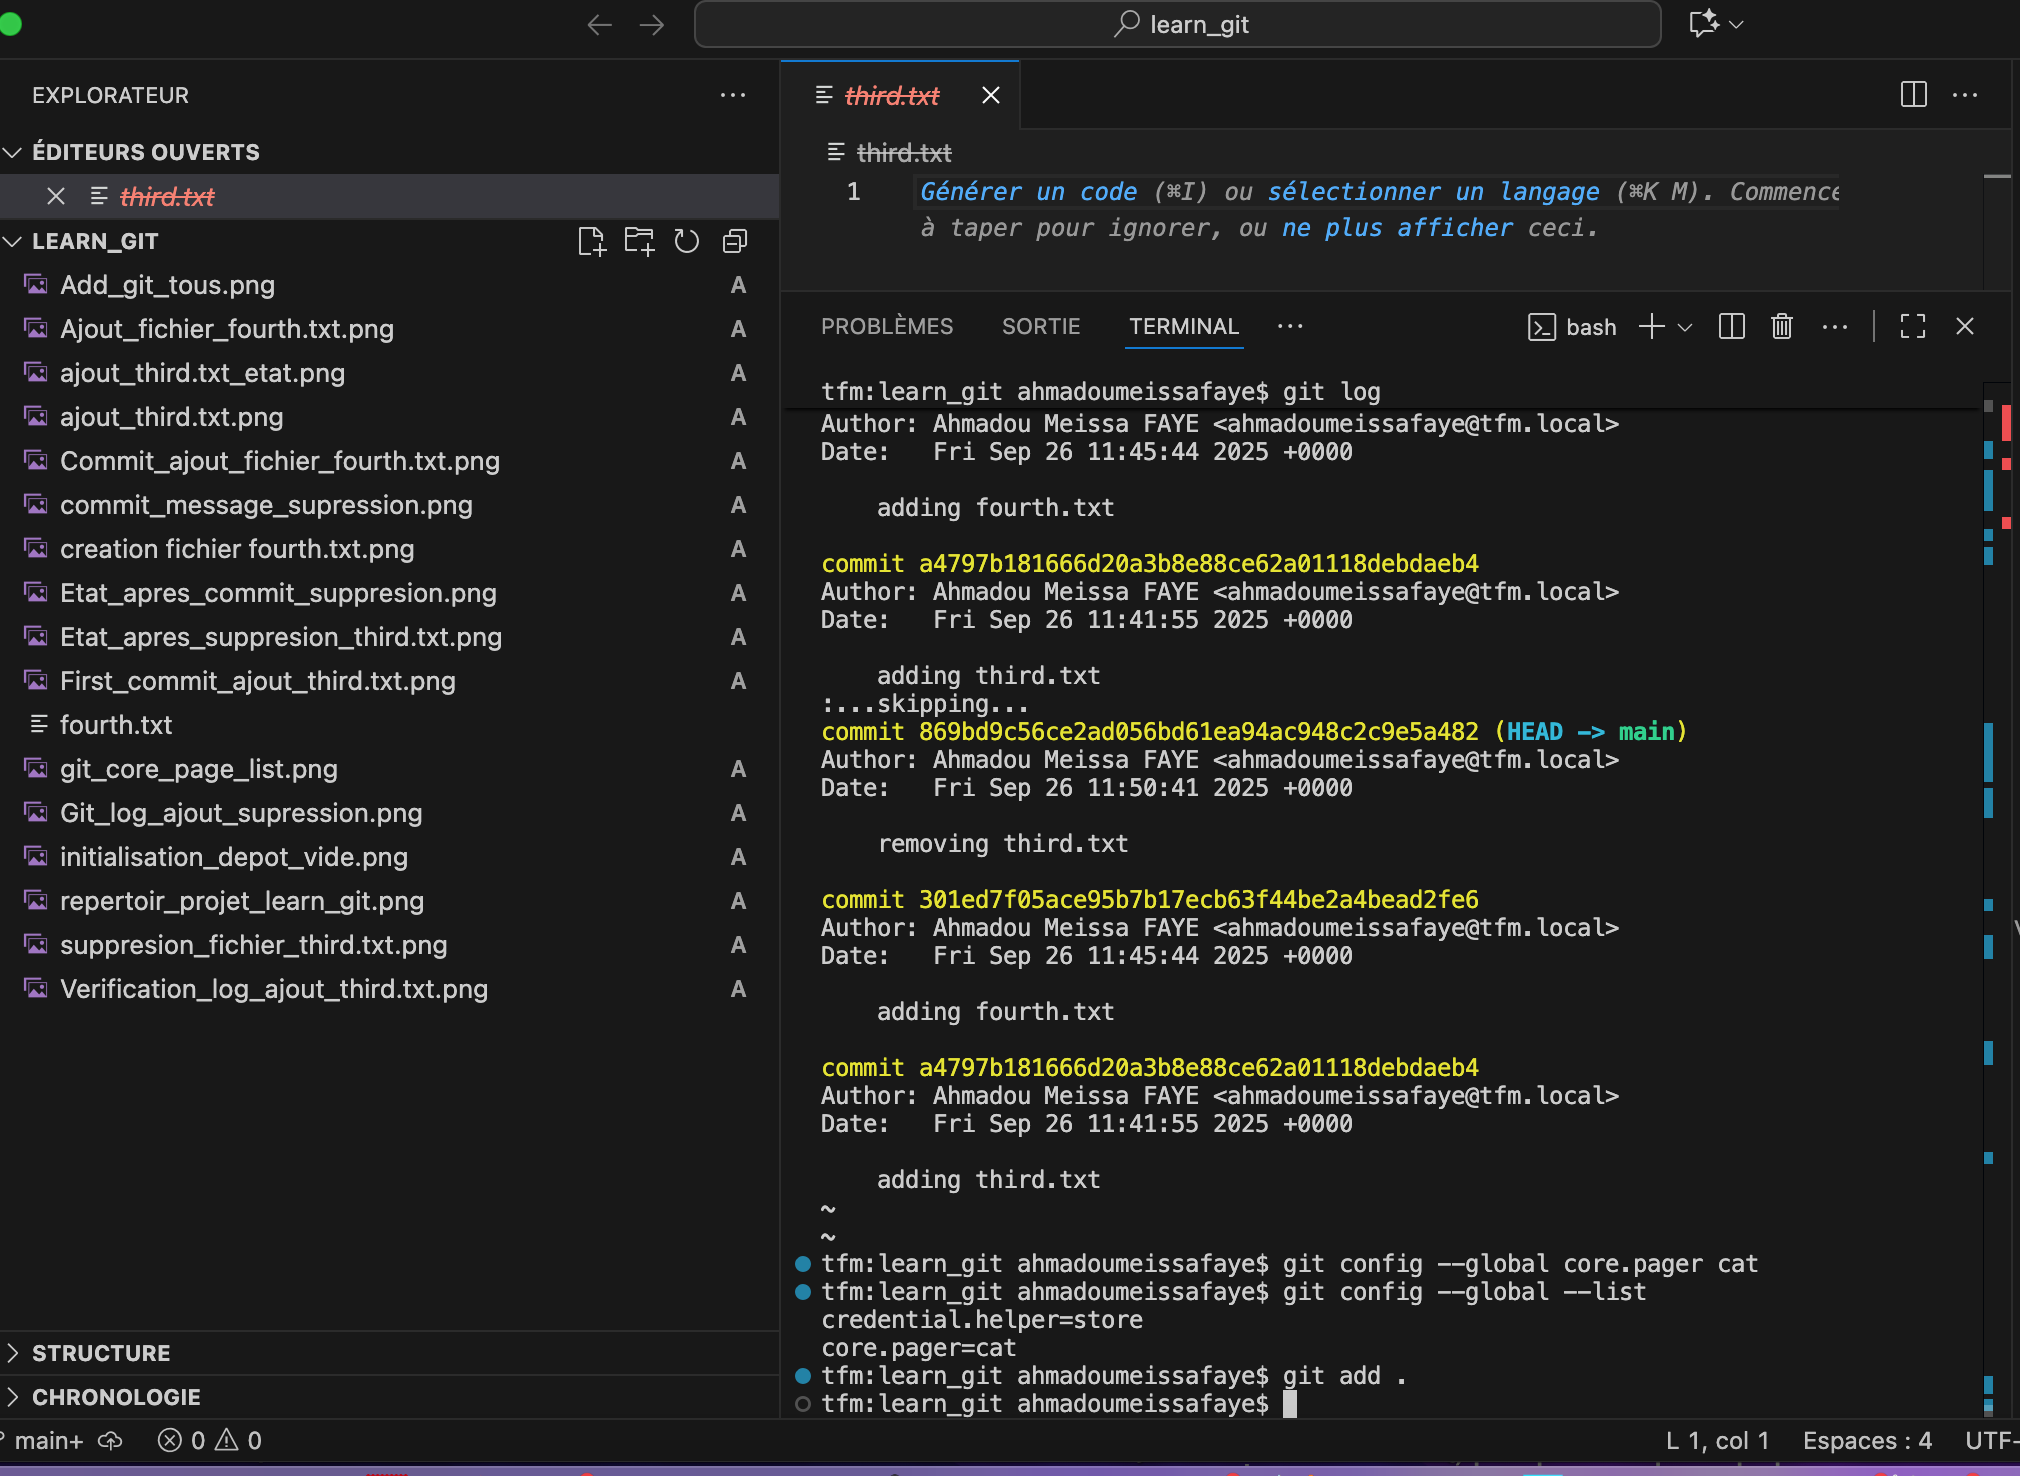 learn_git
EXPLORATEUR
ÉDITEURS OUVERTS
third.txt
LEARN_GIT
Add_git_tous.png A
Ajout_fichier_fourth.txt.png A
ajout_third.txt_etat.png A
ajout_third.txt.png A
Commit_ajout_fichier_fourth.txt.png A
commit_message_supression.png A
creation fichier fourth.txt.png A
Etat_apres_commit_suppresion.png A
Etat_apres_suppresion_third.txt.png A
First_commit_ajout_third.txt.png A
fourth.txt
git_core_page_list.png A
Git_log_ajout_supression.png A
initialisation_depot_vide.png A
repertoir_projet_learn_git.png A
suppresion_fichier_third.txt.png A
Verification_log_ajout_third.txt.png A
STRUCTURE
CHRONOLOGIE
third.txt
third.txt
1 Générer un code (⌘I) ou sélectionner un langage (⌘K M). Commence
à taper pour ignorer, ou ne plus afficher ceci.
PROBLÈMES SORTIE TERMINAL bash
tfm:learn_git ahmadoumeissafaye$ git log
Author: Ahmadou Meissa FAYE <ahmadoumeissafaye@tfm.local>
Date:   Fri Sep 26 11:45:44 2025 +0000
adding fourth.txt
commit a4797b181666d20a3b8e88ce62a01118debdaeb4
Author: Ahmadou Meissa FAYE <ahmadoumeissafaye@tfm.local>
Date:   Fri Sep 26 11:41:55 2025 +0000
adding third.txt
:...skipping...
commit 869bd9c56ce2ad056bd61ea94ac948c2c9e5a482 (HEAD -> main)
Author: Ahmadou Meissa FAYE <ahmadoumeissafaye@tfm.local>
Date:   Fri Sep 26 11:50:41 2025 +0000
removing third.txt
commit 301ed7f05ace95b7b17ecb63f44be2a4bead2fe6
Author: Ahmadou Meissa FAYE <ahmadoumeissafaye@tfm.local>
Date:   Fri Sep 26 11:45:44 2025 +0000
adding fourth.txt
commit a4797b181666d20a3b8e88ce62a01118debdaeb4
Author: Ahmadou Meissa FAYE <ahmadoumeissafaye@tfm.local>
Date:   Fri Sep 26 11:41:55 2025 +0000
adding third.txt
~
~
tfm:learn_git ahmadoumeissafaye$ git config --global core.pager cat
tfm:learn_git ahmadoumeissafaye$ git config --global --list
credential.helper=store
core.pager=cat
tfm:learn_git ahmadoumeissafaye$ git add .
tfm:learn_git ahmadoumeissafaye$
main+ 0 0 L 1, col 1 Espaces : 4 UTF-